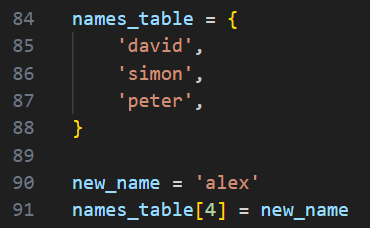 84 names_table = {
85     'david',
86     'simon',
87     'peter',
88 }
89
90 new_name = 'alex'
91 names_table[4] = new_name